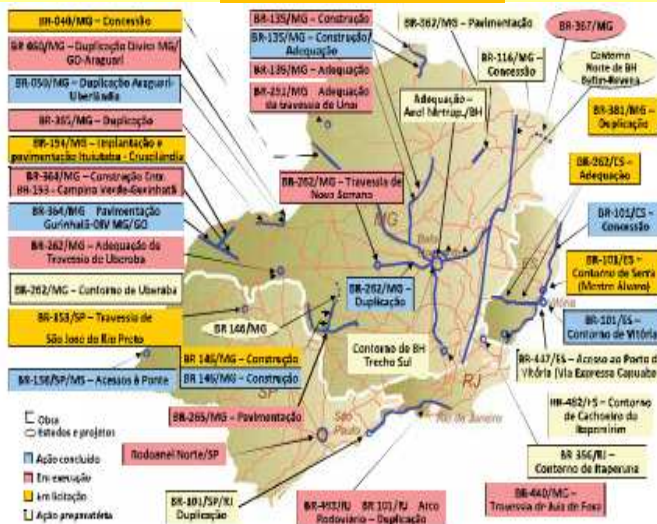 BR-040/MG – Concessão
BR-050/MG – Duplicação Divisa MG/
GO-Araguari
BR-050/MG – Duplicação Araguari-
Uberlândia
BR-365/MG – Duplicação
BR-154/MG – Implantação e
pavimentação Ituiutaba - Crusolândia
BR-364/MG – Construção Entr.
BR-153 - Campina Verde-Gurinhatã
BR-364/MG Pavimentação
Gurinhatã-DIV MG/GO
BR-262/MG – Adequação de
Travessia de Uberaba
BR-262/MG – Contorno de Uberaba
BR-153/SP – Travessia de
São José do Rio Preto
BR-158/SP/MS – Acessos à Ponte
Obra
Estudos e projetos
Ação concluída
Em execução
Em licitação
Ação preparatória
BR-135/MG – Construção
BR-135/MG – Construção/
Adequação
BR-135/MG – Adequação
BR-251/MG Adequação
da travessia de Unaí
BR-262/MG – Travessia de
Nova Serrana
BR-262/MG –
Duplicação
BR 146/MG
BR 146/MG – Construção
BR 146/MG – Construção
BR-265/MG – Pavimentação
Rodoanel Norte/SP
BR-101/SP/RJ
Duplicação
BR-493/RJ BR 101/RJ Arco
Rodoviário – Duplicação
BR-440/MG –
Travessia de Juiz de Fora
BR-367/MG – Pavimentação
BR-116/MG –
Concessão
Adequação –
Anel Rodoviário/BH
Contorno de BH
Trecho Sul
BR-367/MG
Contorno
Norte de BH
Betim-Ravena
BR-381/MG –
Duplicação
BR-262/ES –
Adequação
BR-101/ES –
Concessão
BR-101/ES –
Contorno de Serra
(Mestre Álvaro)
BR-101/ES –
Contorno de Vitória
BR-447/ES – Acesso ao Porto de
Vitória (Via Expressa Capuaba)
BR-482/ES – Contorno
de Cachoeiro do
Itapemirim
BR 356/RJ –
Contorno de Itaperuna
MG
ES
RJ
SP
Vitória
São
Paulo
Rio de Janeiro